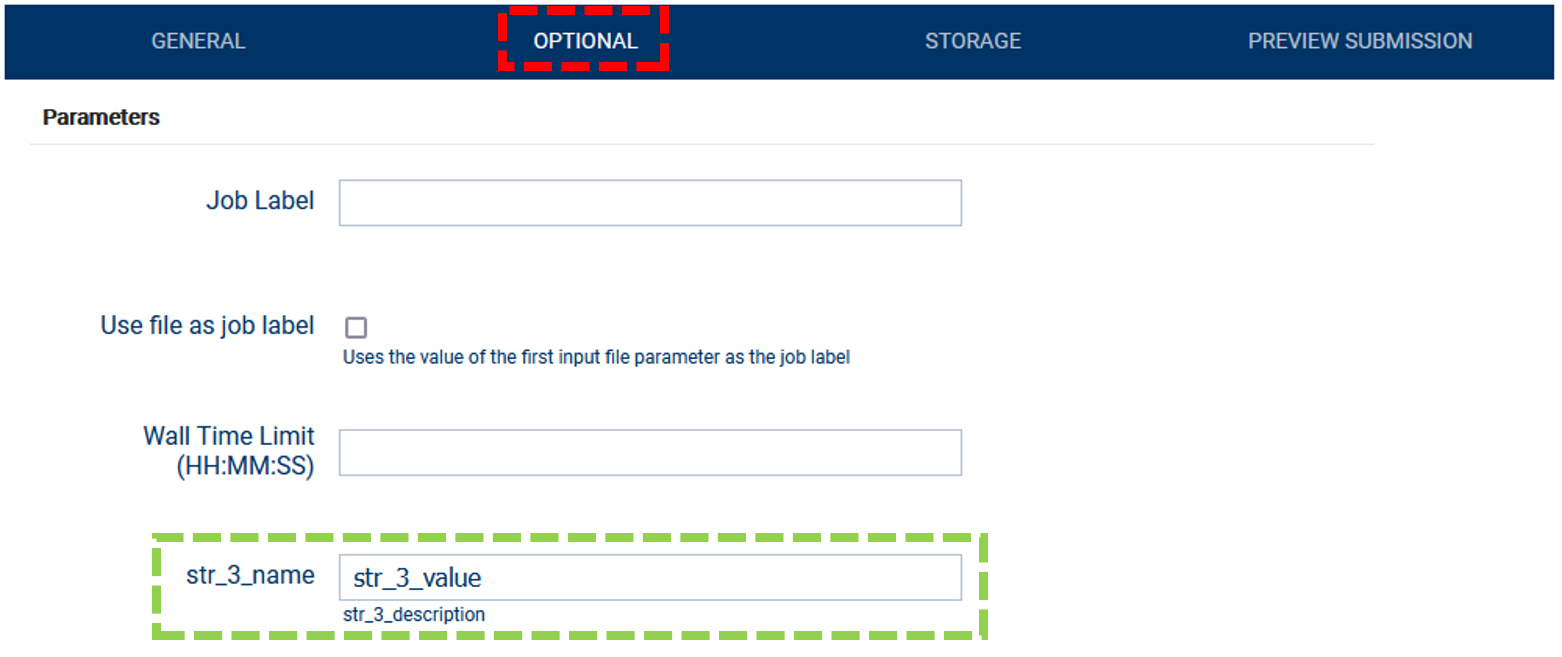 GENERAL OPTIONAL STORAGE PREVIEW SUBMISSION
Parameters
Job Label
Use file as job label
Uses the value of the first input file parameter as the job label
Wall Time Limit
(HH:MM:SS)
str_3_name str_3_value
str_3_description